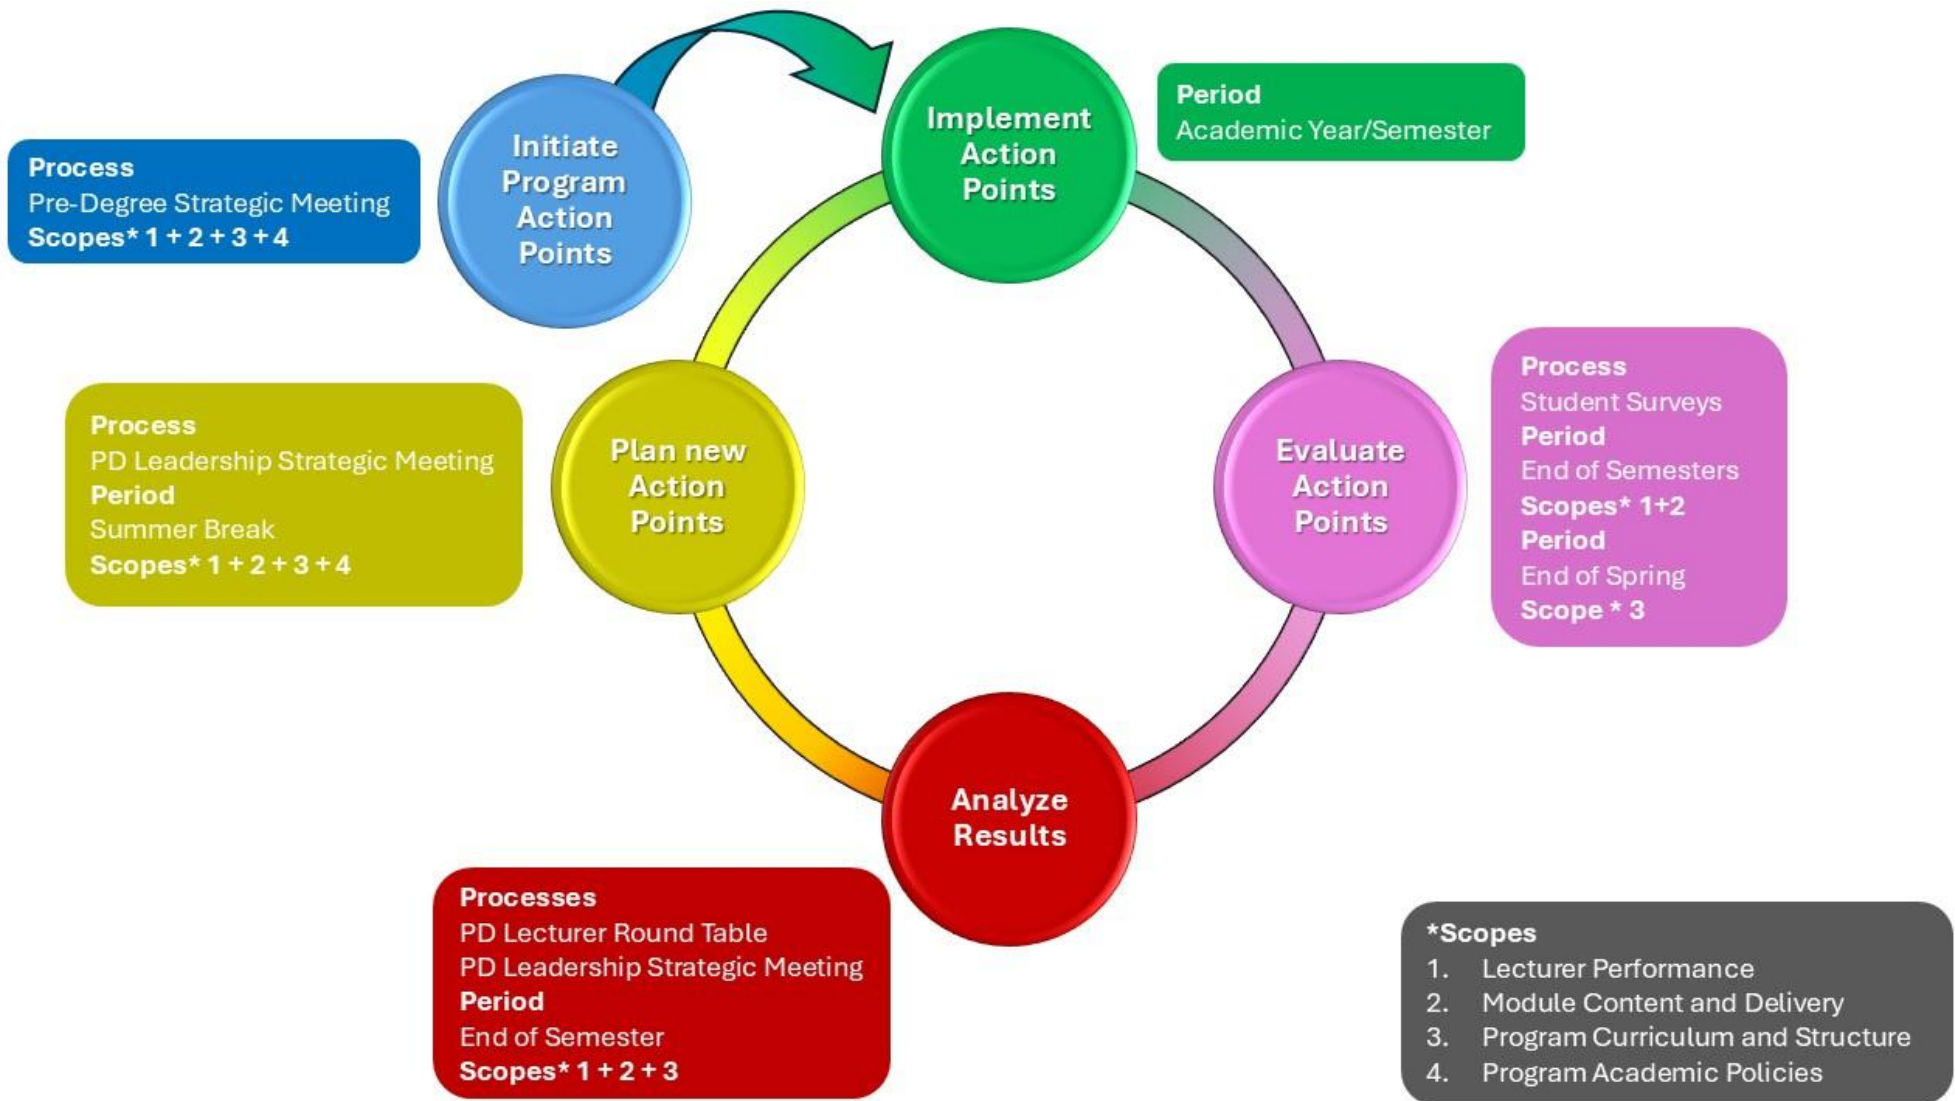 Initiate
Program
Action
Points
Process
Pre-Degree Strategic Meeting
Scopes* 1 + 2 + 3 + 4
Implement
Action
Points
Period
Academic Year/Semester
Evaluate
Action
Points
Process
Student Surveys
Period
End of Semesters
Scopes* 1+2
Period
End of Spring
Scope * 3
Analyze
Results
Processes
PD Lecturer Round Table
PD Leadership Strategic Meeting
Period
End of Semester
Scopes* 1 + 2 + 3
Plan new
Action
Points
Process
PD Leadership Strategic Meeting
Period
Summer Break
Scopes* 1 + 2 + 3 + 4
*Scopes
1. Lecturer Performance
2. Module Content and Delivery
3. Program Curriculum and Structure
4. Program Academic Policies